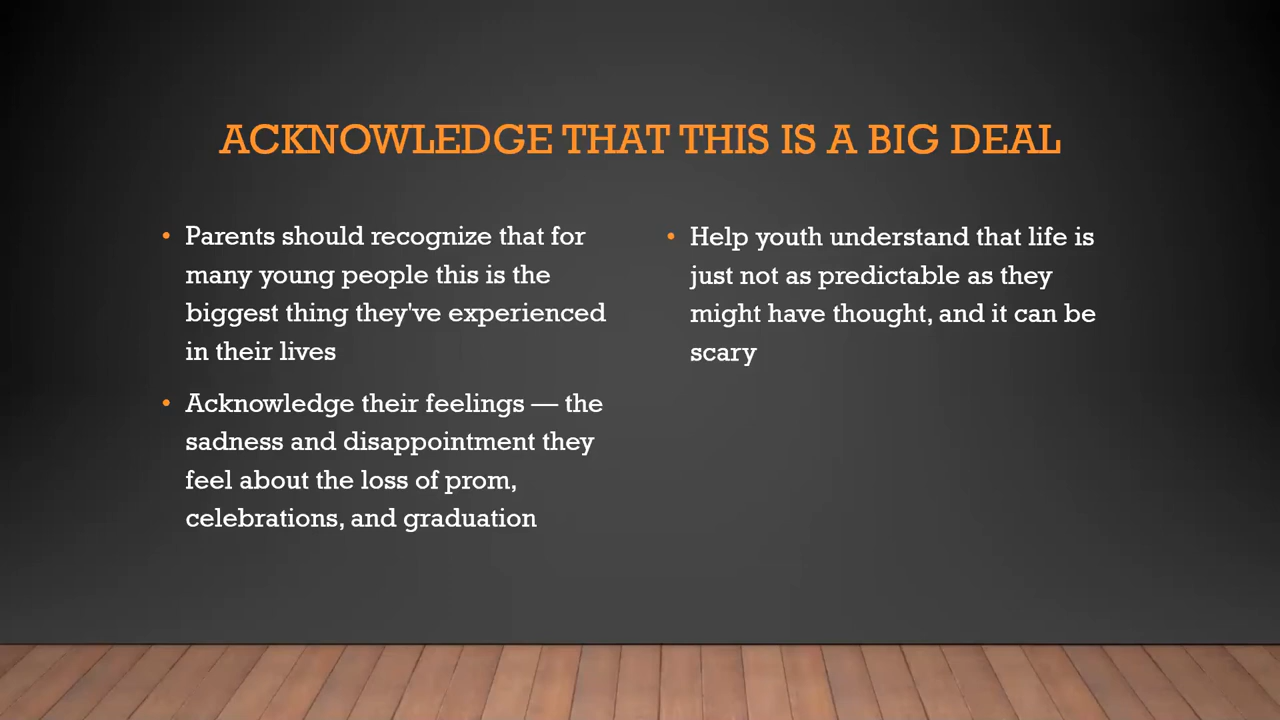 ACKNOWLEDGE THAT THIS IS A BIG DEAL
• Parents should recognize that for
many young people this is the
biggest thing they've experienced
in their lives
• Acknowledge their feelings — the
sadness and disappointment they
feel about the loss of prom,
celebrations, and graduation
• Help youth understand that life is
just not as predictable as they
might have thought, and it can be
scary